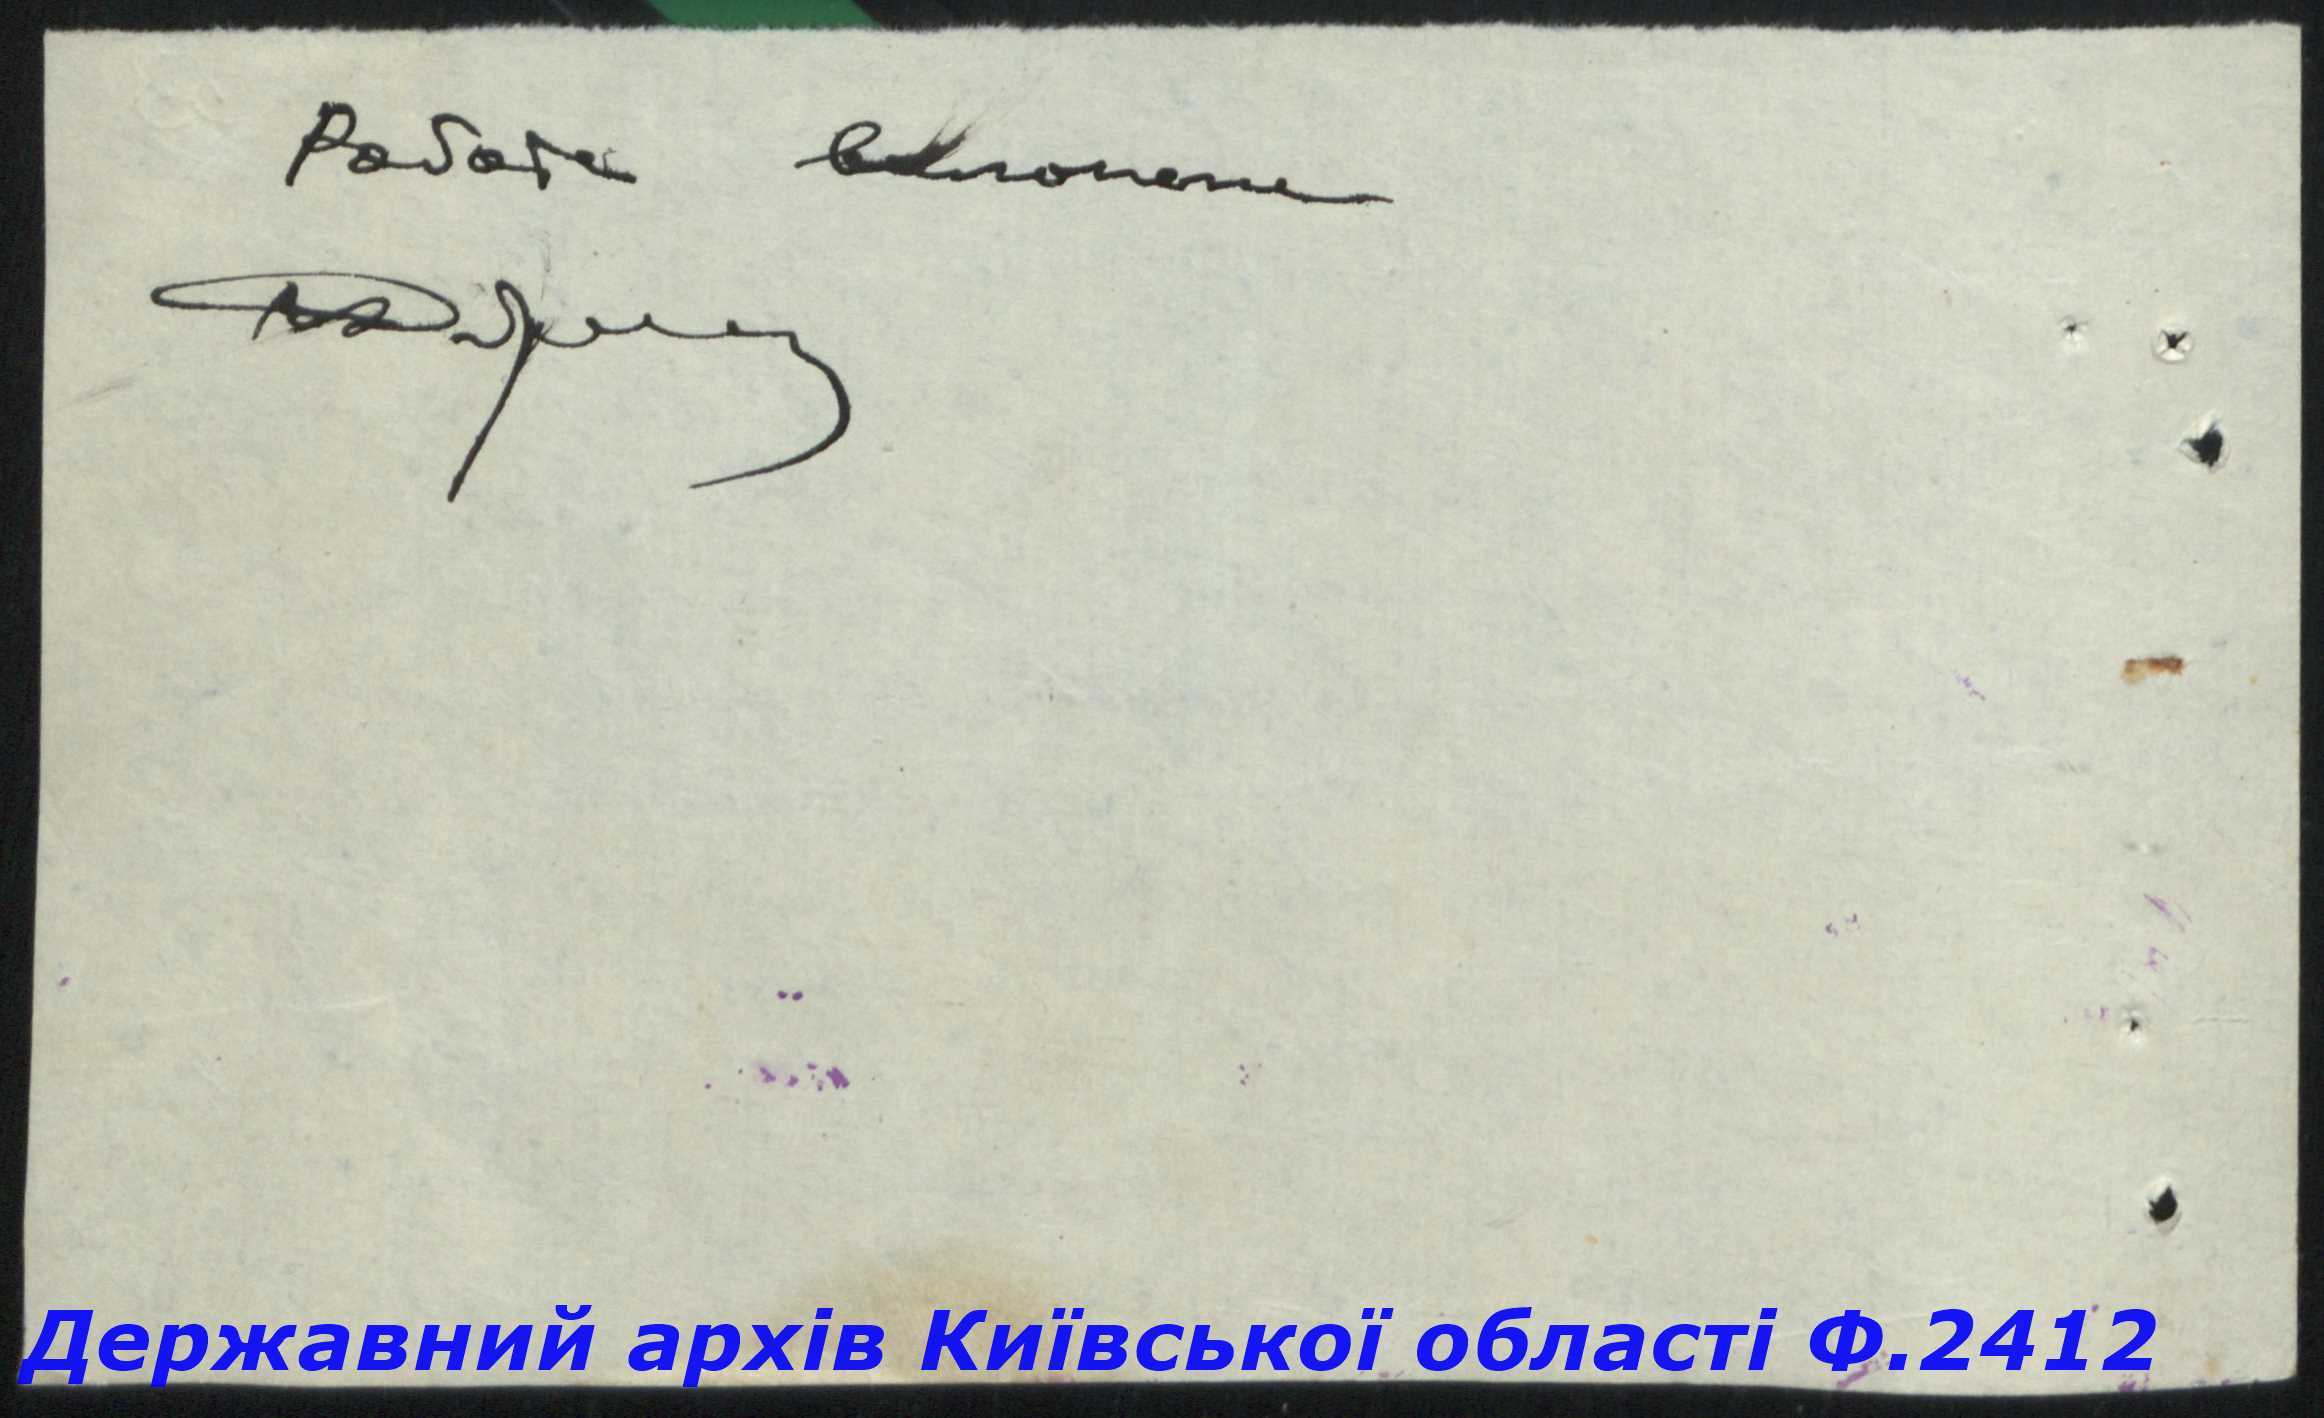 Работа выполнена
Державний архів Київської області Ф.2412